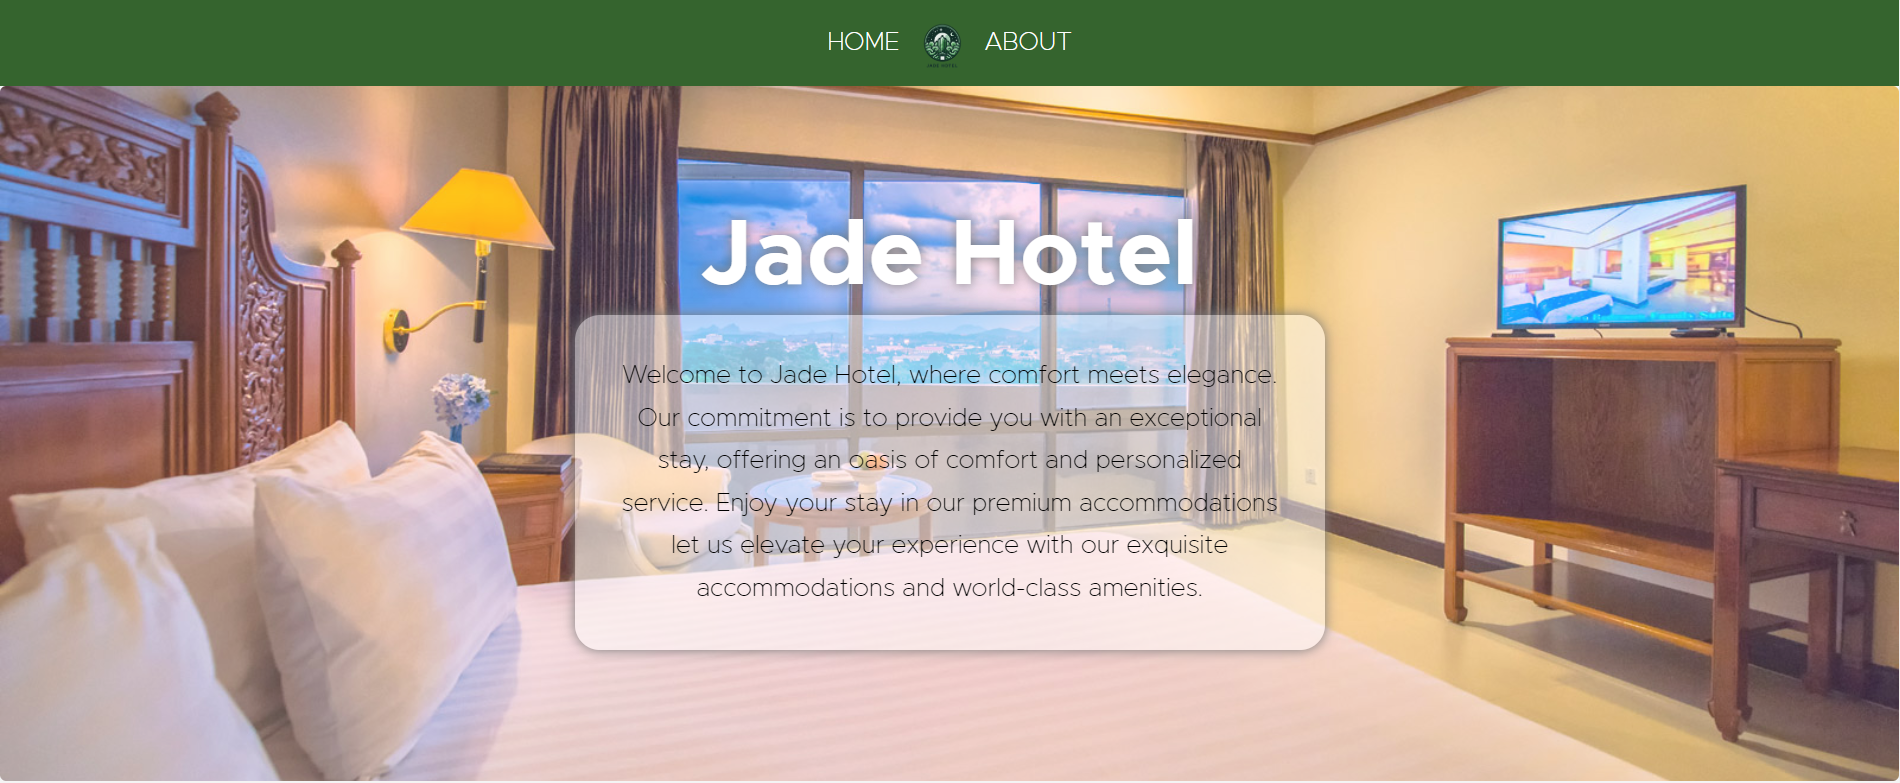 HOME
ABOUT
Jade Hotel
Welcome to Jade Hotel, where comfort meets elegance.
Our commitment is to provide you with an exceptional
stay, offering an oasis of comfort and personalized
service. Enjoy your stay in our premium accommodations
let us elevate your experience with our exquisite
accommodations and world-class amenities.